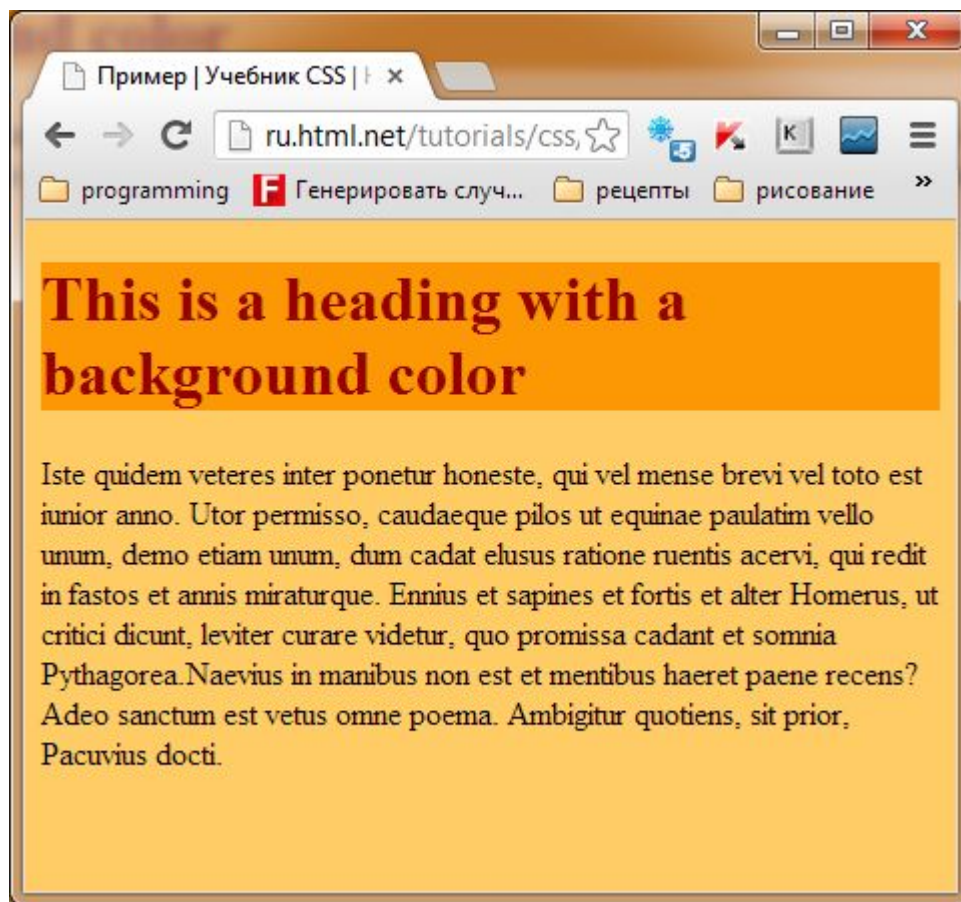 Пример | Учебник CSS |
ru.html.net/tutorials/css,
-5
K
programming
F Генерировать случ...
рецепты
рисование
»
This is a heading with a
background color
Iste quidem veteres inter ponetur honeste, qui vel mense brevi vel toto est
iunior anno. Utor permisso, caudaeque pilos ut equinae paulatim vello
unum, demo etiam unum, dum cadat elusus ratione ruentis acervi, qui redit
in fastos et annis miraturque. Ennius et sapines et fortis et alter Homerus, ut
critici dicunt, leviter curare videtur, quo promissa cadant et somnia
Pythagorea.Naevius in manibus non est et mentibus haeret paene recens?
Adeo sanctum est vetus omne poema. Ambigitur quotiens, sit prior,
Pacuvius docti.